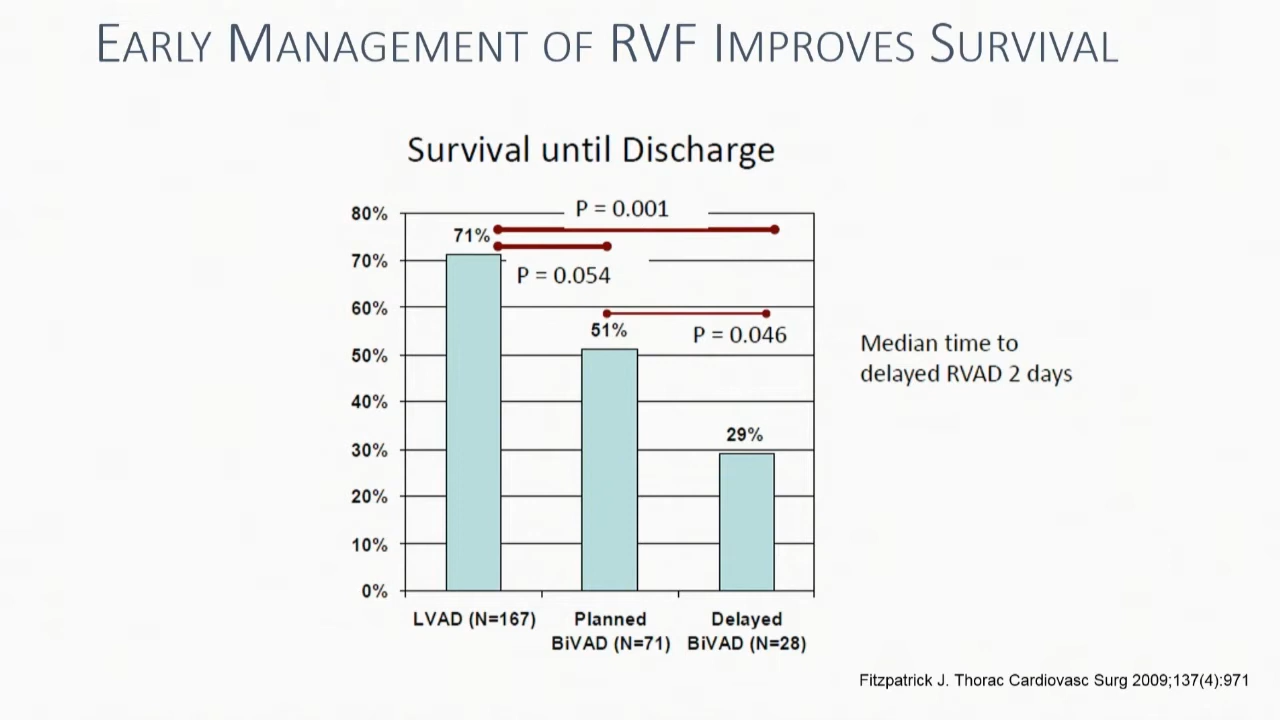 EARLY MANAGEMENT OF RVF IMPROVES SURVIVAL
Survival until Discharge
80%
P = 0.001
71%
70%
P = 0.054
60%
51%
P = 0.046
50%
Median time to
delayed RVAD 2 days
40%
29%
30%
20%
10%
0%
LVAD (N=167)
Planned
BiVAD (N=71)
Delayed
BiVAD (N=28)
Fitzpatrick J. Thorac Cardiovasc Surg 2009;137(4):971